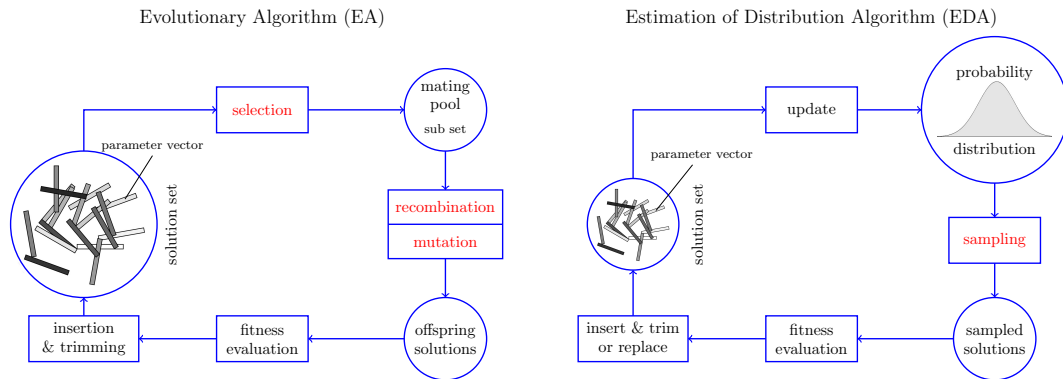 Evolutionary Algorithm (EA)
selection
mating
pool
sub set
parameter vector
solution set
recombination
mutation
insertion
& trimming
fitness
evaluation
offspring
solutions
Estimation of Distribution Algorithm (EDA)
update
probability
distribution
parameter vector
solution set
sampling
insert & trim
or replace
fitness
evaluation
sampled
solutions